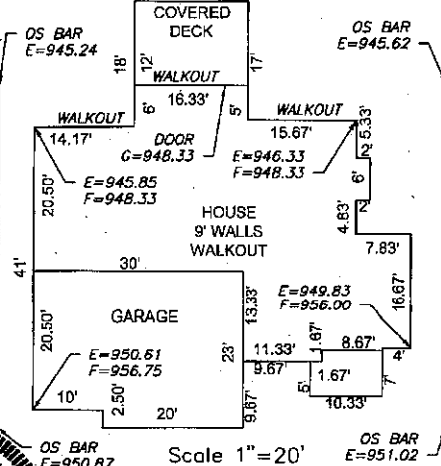 COVERED
DECK
OS BAR
E=945.24
OS BAR
E=945.62
18'
12'
17'
WALKOUT
16.33'
6'
5'
WALKOUT
14.17'
WALKOUT
15.67'
5.33'
DOOR
G=948.33
E=946.33
F=948.33
2'
6'
2'
E=945.85
F=948.33
20.50'
HOUSE
9' WALLS
WALKOUT
4.83'
7.83'
41'
30'
16.67'
GARAGE
13.33'
E=949.83
F=956.00
20.50'
23'
11.33'
1.67'
8.67'
4'
9.67'
1.67'
E=950.61
F=956.75
5'
7'
10.33'
10'
2.50'
20'
9.67'
OS BAR
E=950.87
Scale 1"=20'
OS BAR
E=951.02